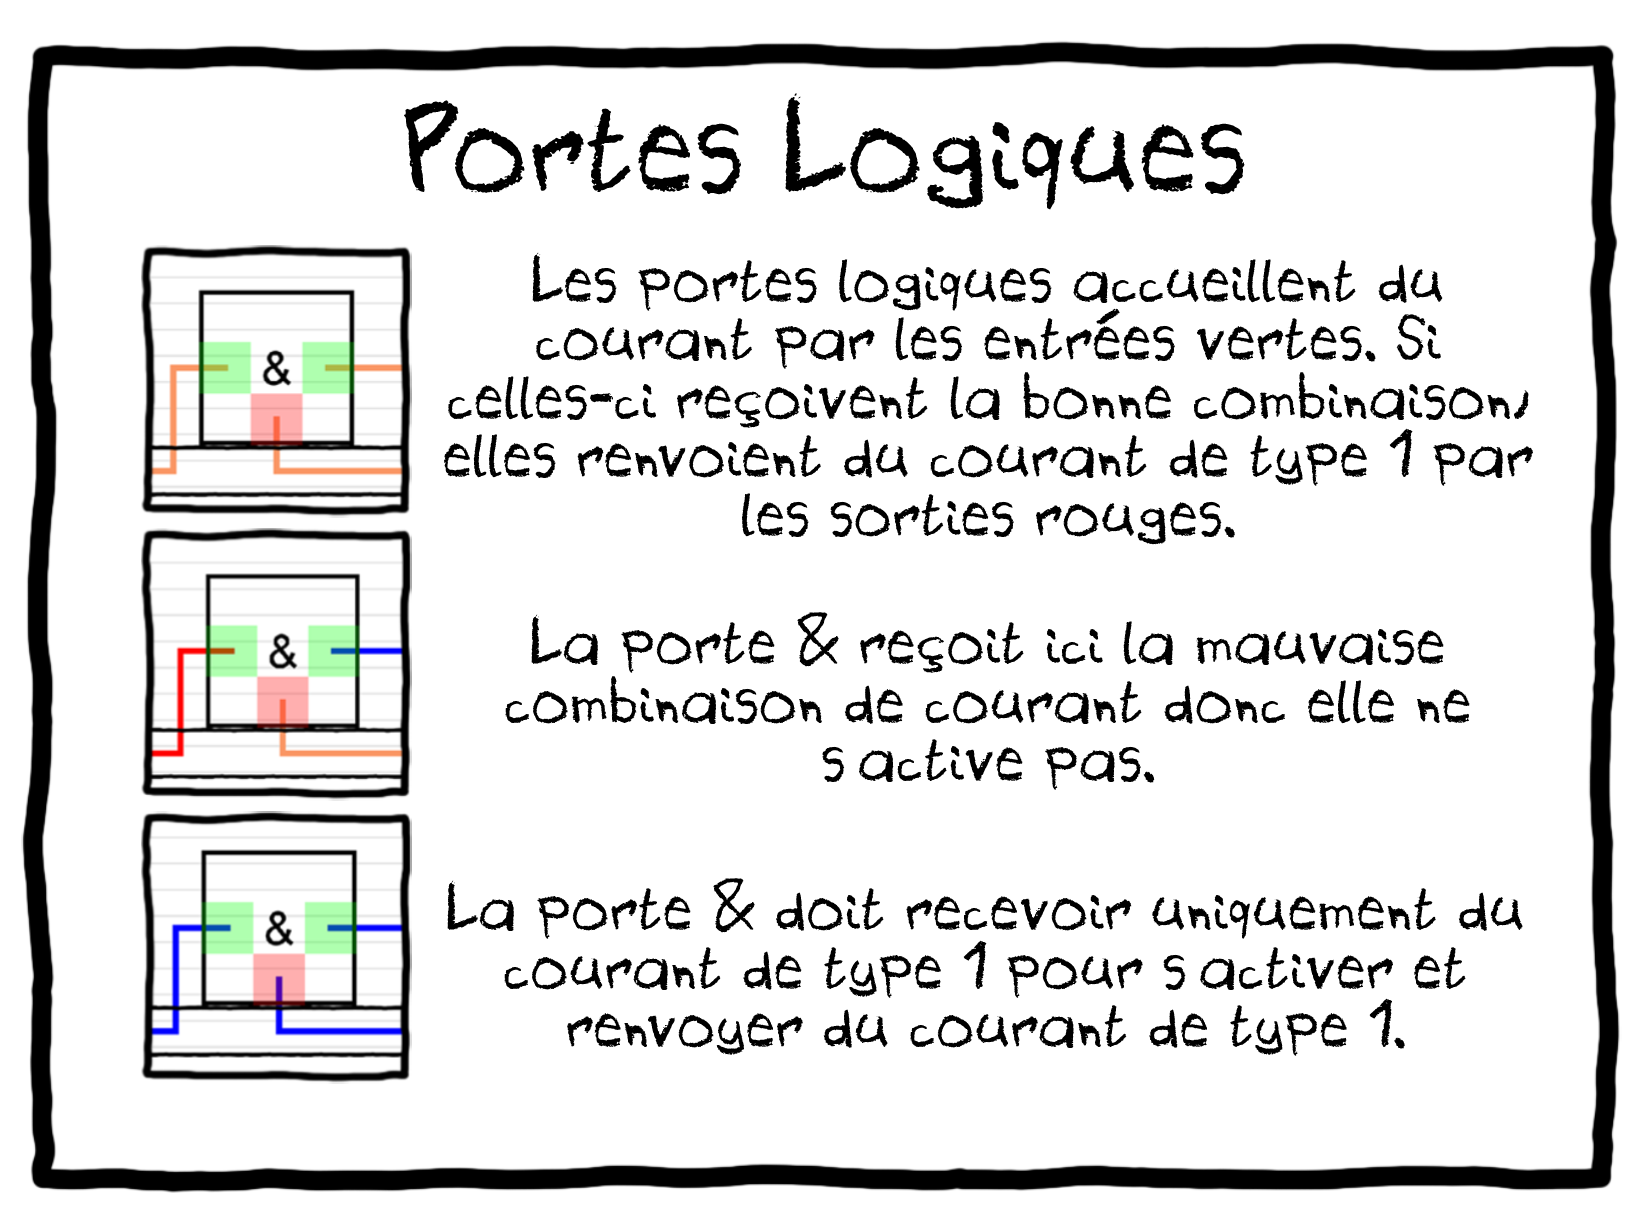 Portes Logiques
&
Les portes logiques accueillent du
courant par les entrées vertes. Si
celles-ci reçoivent la bonne combinaison,
elles renvoient du courant de type 1 par
les sorties rouges.
&
La porte & reçoit ici la mauvaise
combinaison de courant donc elle ne
s active pas.
&
La porte & doit recevoir uniquement du
courant de type 1 pour s activer et
renvoyer du courant de type 1.